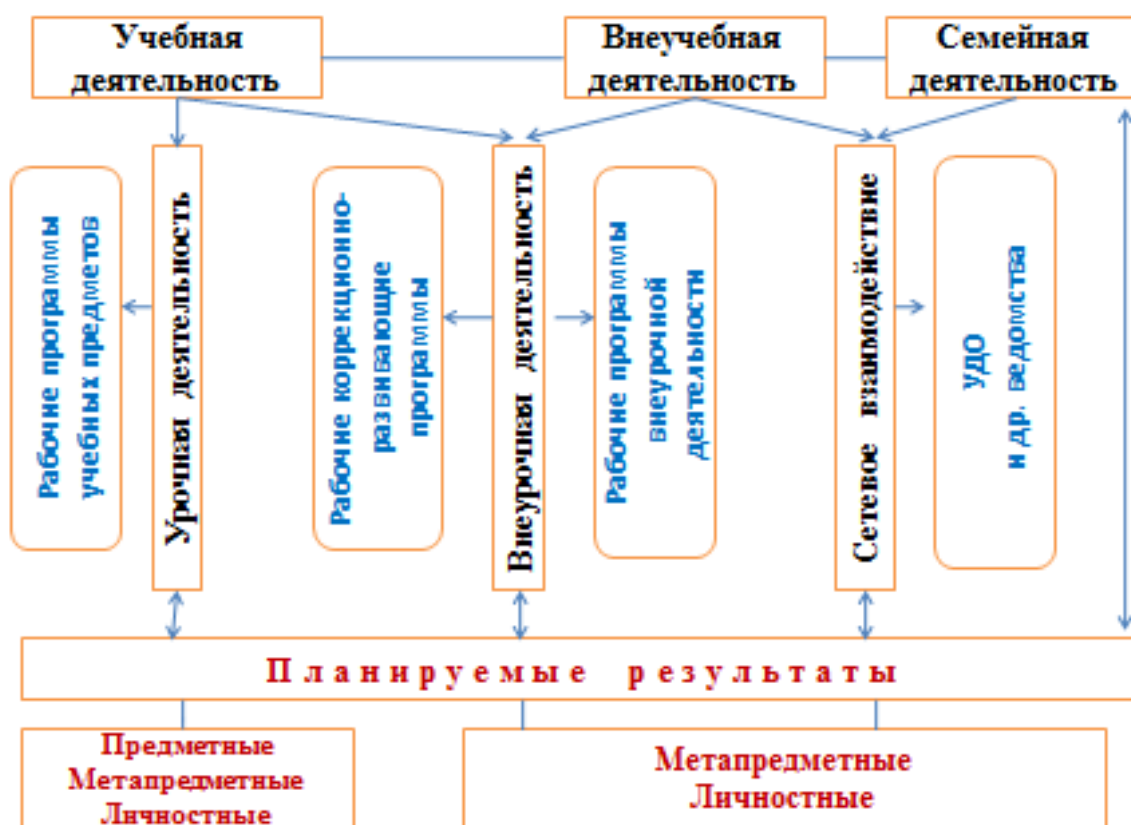 Учебная
деятельность
Внеучебная
деятельность
Семейная
деятельность
Рабочие программы
учебных предметов
Урочная деятельность
Рабочие коррекционно-
развивающие
программы
Внеурочная деятельность
Рабочие программы
внеурочной
деятельности
Сетевое взаимодействие
УДО
и др. ведомства
Планируемые результаты
Предметные
Метапредметные
Личностные
Метапредметные
Личностные